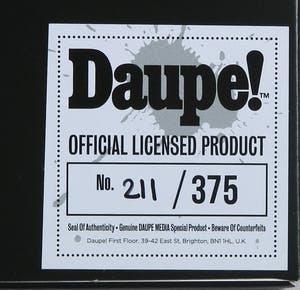 Daupe!™
OFFICIAL LICENSED PRODUCT
No. 211 / 375
Seal Of Authenticity • Genuine DAUPE MEDIA Special Product • Beware Of Counterfeits
Daupe! First Floor, 39-42 East St, Brighton, BN1 1HL, U.K.